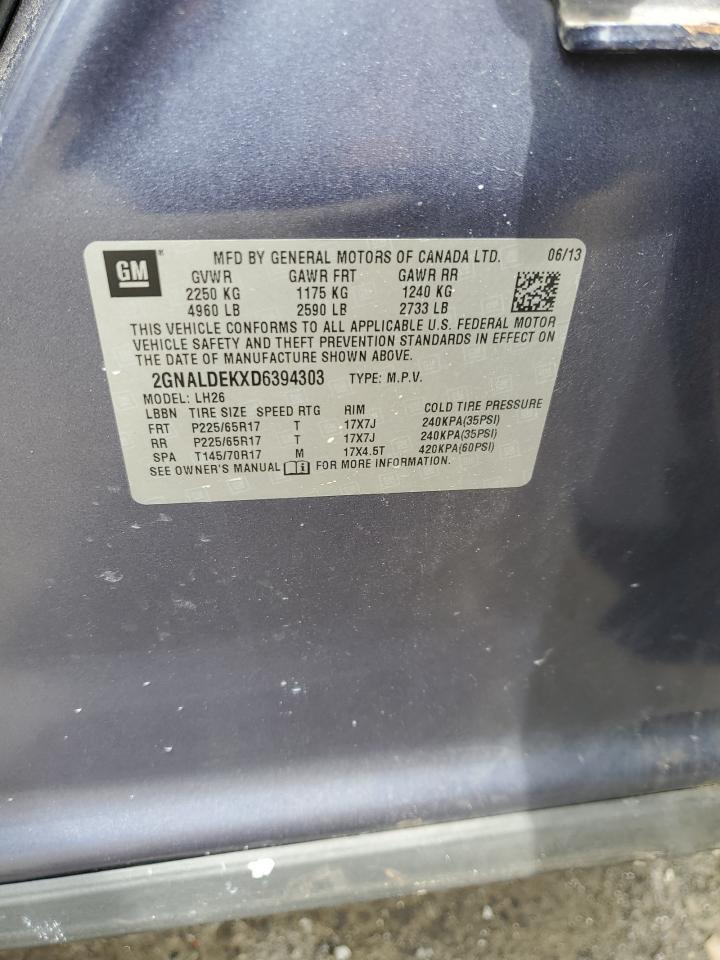 GM MFD BY GENERAL MOTORS OF CANADA LTD. 06/13
GVWR GAWR FRT GAWR RR
2250 KG 1175 KG 1240 KG
4960 LB 2590 LB 2733 LB
THIS VEHICLE CONFORMS TO ALL APPLICABLE U.S. FEDERAL MOTOR
VEHICLE SAFETY AND THEFT PREVENTION STANDARDS IN EFFECT ON
THE DATE OF MANUFACTURE SHOWN ABOVE.
2GNALDEKXD6394303 TYPE: M.P.V.
MODEL: LH26
LBBN TIRE SIZE SPEED RTG RIM COLD TIRE PRESSURE
FRT P225/65R17 T 17X7J 240KPA(35PSI)
RR P225/65R17 T 17X7J 240KPA(35PSI)
SPA T145/70R17 M 17X4.5T 420KPA(60PSI)
SEE OWNER'S MANUAL FOR MORE INFORMATION.